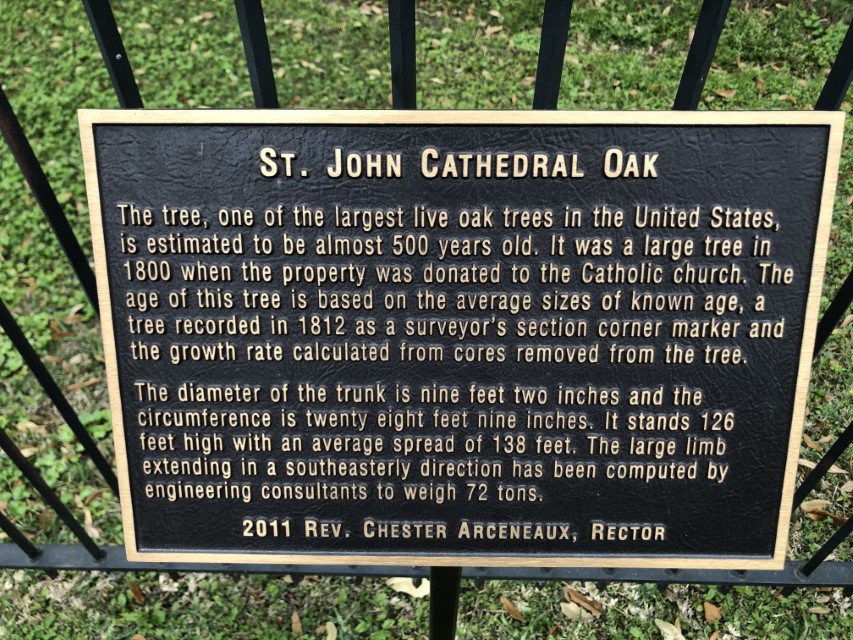 ST. JOHN CATHEDRAL OAK
The tree, one of the largest live oak trees in the United States,
is estimated to be almost 500 years old. It was a large tree in
1800 when the property was donated to the Catholic church. The
age of this tree is based on the average sizes of known age, a
tree recorded in 1812 as a surveyor's section corner marker and
the growth rate calculated from cores removed from the tree.
The diameter of the trunk is nine feet two inches and the
circumference is twenty eight feet nine inches. It stands 126
feet high with an average spread of 138 feet. The large limb
extending in a southeasterly direction has been computed by
engineering consultants to weigh 72 tons.
2011 REV. CHESTER ARCENEAUX, RECTOR